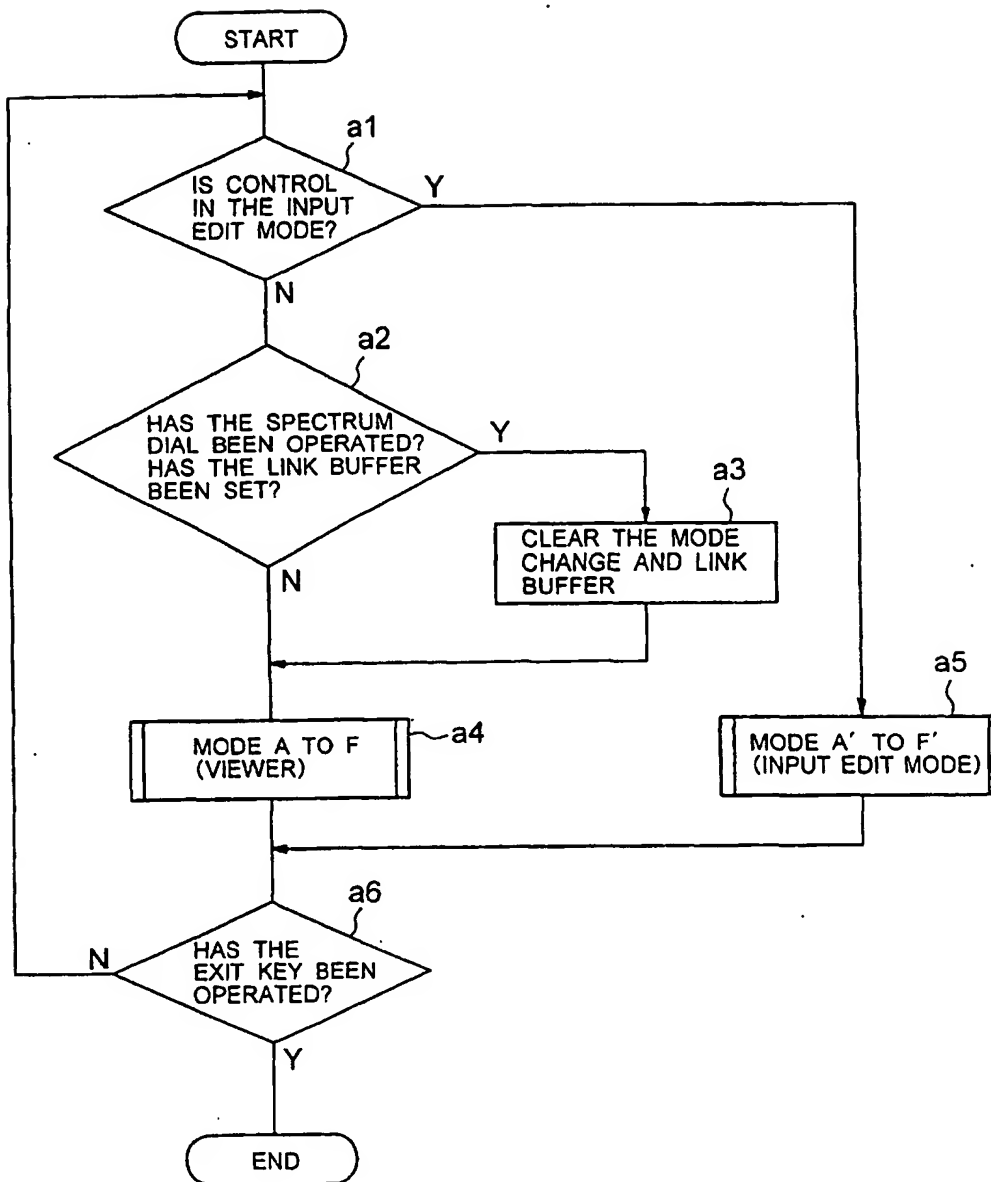 START
a1
IS CONTROL
IN THE INPUT
EDIT MODE?
Y
N
a2
HAS THE SPECTRUM
DIAL BEEN OPERATED?
HAS THE LINK BUFFER
BEEN SET?
Y
N
a3
CLEAR THE MODE
CHANGE AND LINK
BUFFER
MODE A TO F
(VIEWER)
a4
a5
MODE A' TO F'
(INPUT EDIT MODE)
a6
HAS THE
EXIT KEY BEEN
OPERATED?
N
Y
END